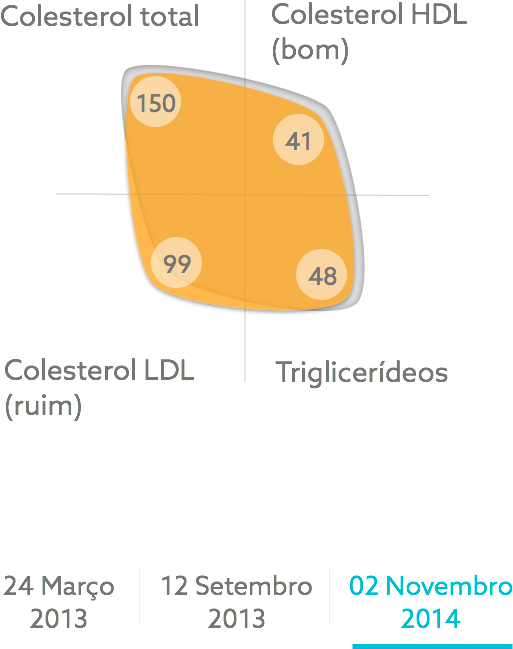 Colesterol total
Colesterol HDL
(bom)
150
41
99
48
Colesterol LDL
(ruim)
Triglicerídeos
24 Março
2013
12 Setembro
2013
02 Novembro
2014